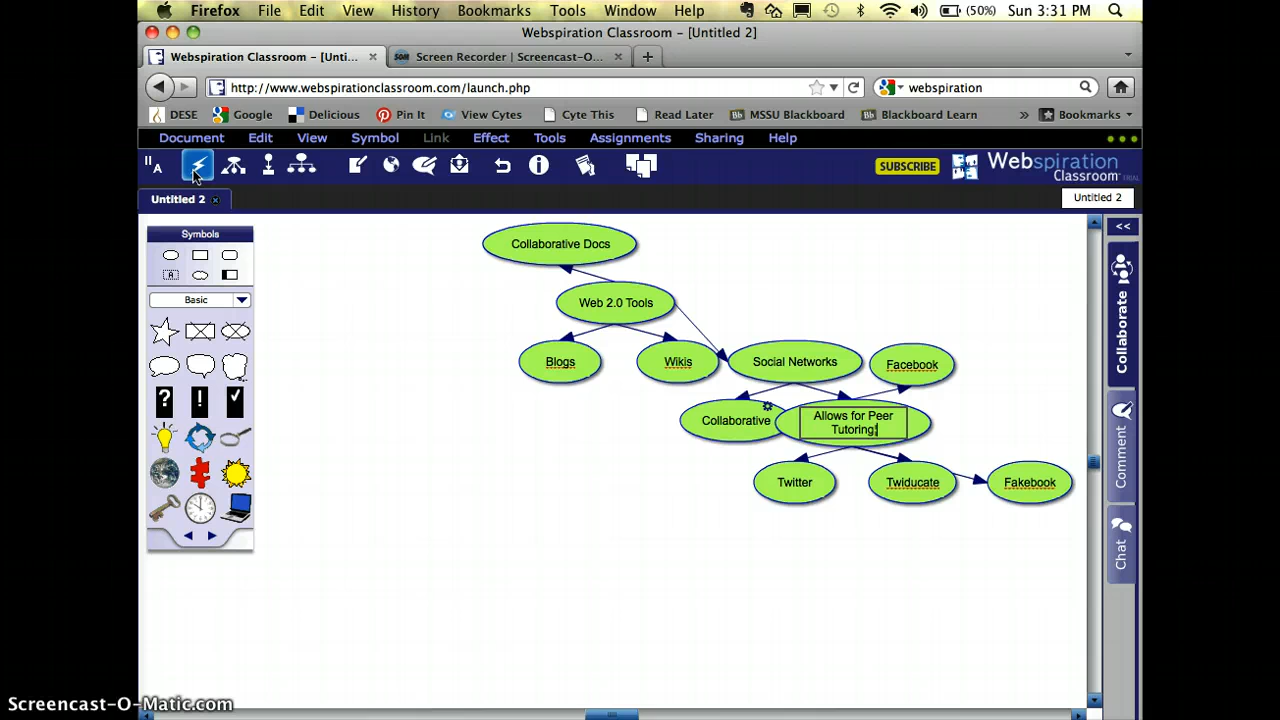 Firefox File Edit View History Bookmarks Tools Window Help (50%) Sun 3:31 PM
Webspiration Classroom - [Untitled 2]
Webspiration Classroom - [Unti... Screen Recorder | Screencast-O...
http://www.webspirationclassroom.com/launch.php webspiration
DESE Google Delicious Pin It View Cytes Cyte This Read Later MSSU Blackboard Blackboard Learn » Bookmarks
Document Edit View Symbol Link Effect Tools Assignments Sharing Help
A SUBSCRIBE Webspiration
Classroom TRIAL
Untitled 2 Untitled 2
Symbols
A
Basic
? !
Collaborative Docs
Web 2.0 Tools
Blogs Wikis Social Networks Facebook
Collaborative Allows for Peer
Tutoring;
Twitter Twiducate Fakebook
<<
Collaborate
Comment
Chat
Screencast-O-Matic.com